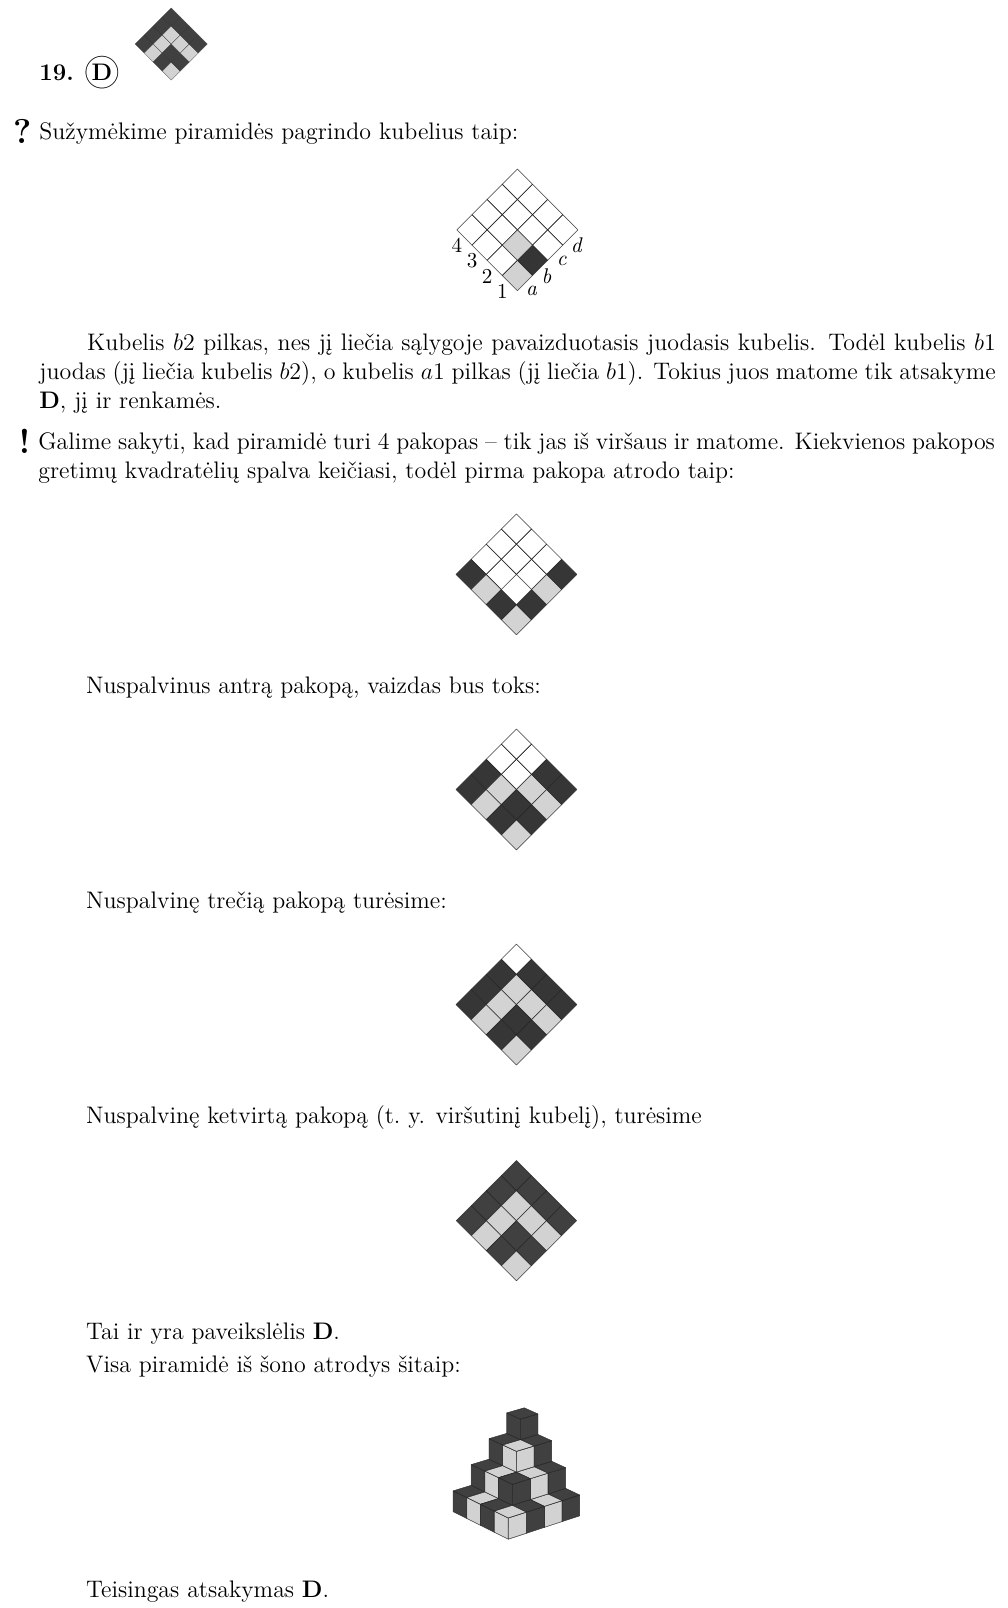 19. D
? Sužymėkime piramidės pagrindo kubelius taip:
4
3
2
1
a
b
c
d
Kubelis b2 pilkas, nes jį liečia sąlygoje pavaizduotasis juodasis kubelis. Todėl kubelis b1
juodas (jį liečia kubelis b2), o kubelis a1 pilkas (jį liečia b1). Tokius juos matome tik atsakyme
D, jį ir renkamės.
! Galime sakyti, kad piramidė turi 4 pakopas – tik jas iš viršaus ir matome. Kiekvienos pakopos
gretimų kvadratėlių spalva keičiasi, todėl pirma pakopa atrodo taip:
Nuspalvinus antrą pakopą, vaizdas bus toks:
Nuspalvinę trečią pakopą turėsime:
Nuspalvinę ketvirtą pakopą (t. y. viršutinį kubelį), turėsime
Tai ir yra paveikslėlis D.
Visa piramidė iš šono atrodys šitaip:
Teisingas atsakymas D.